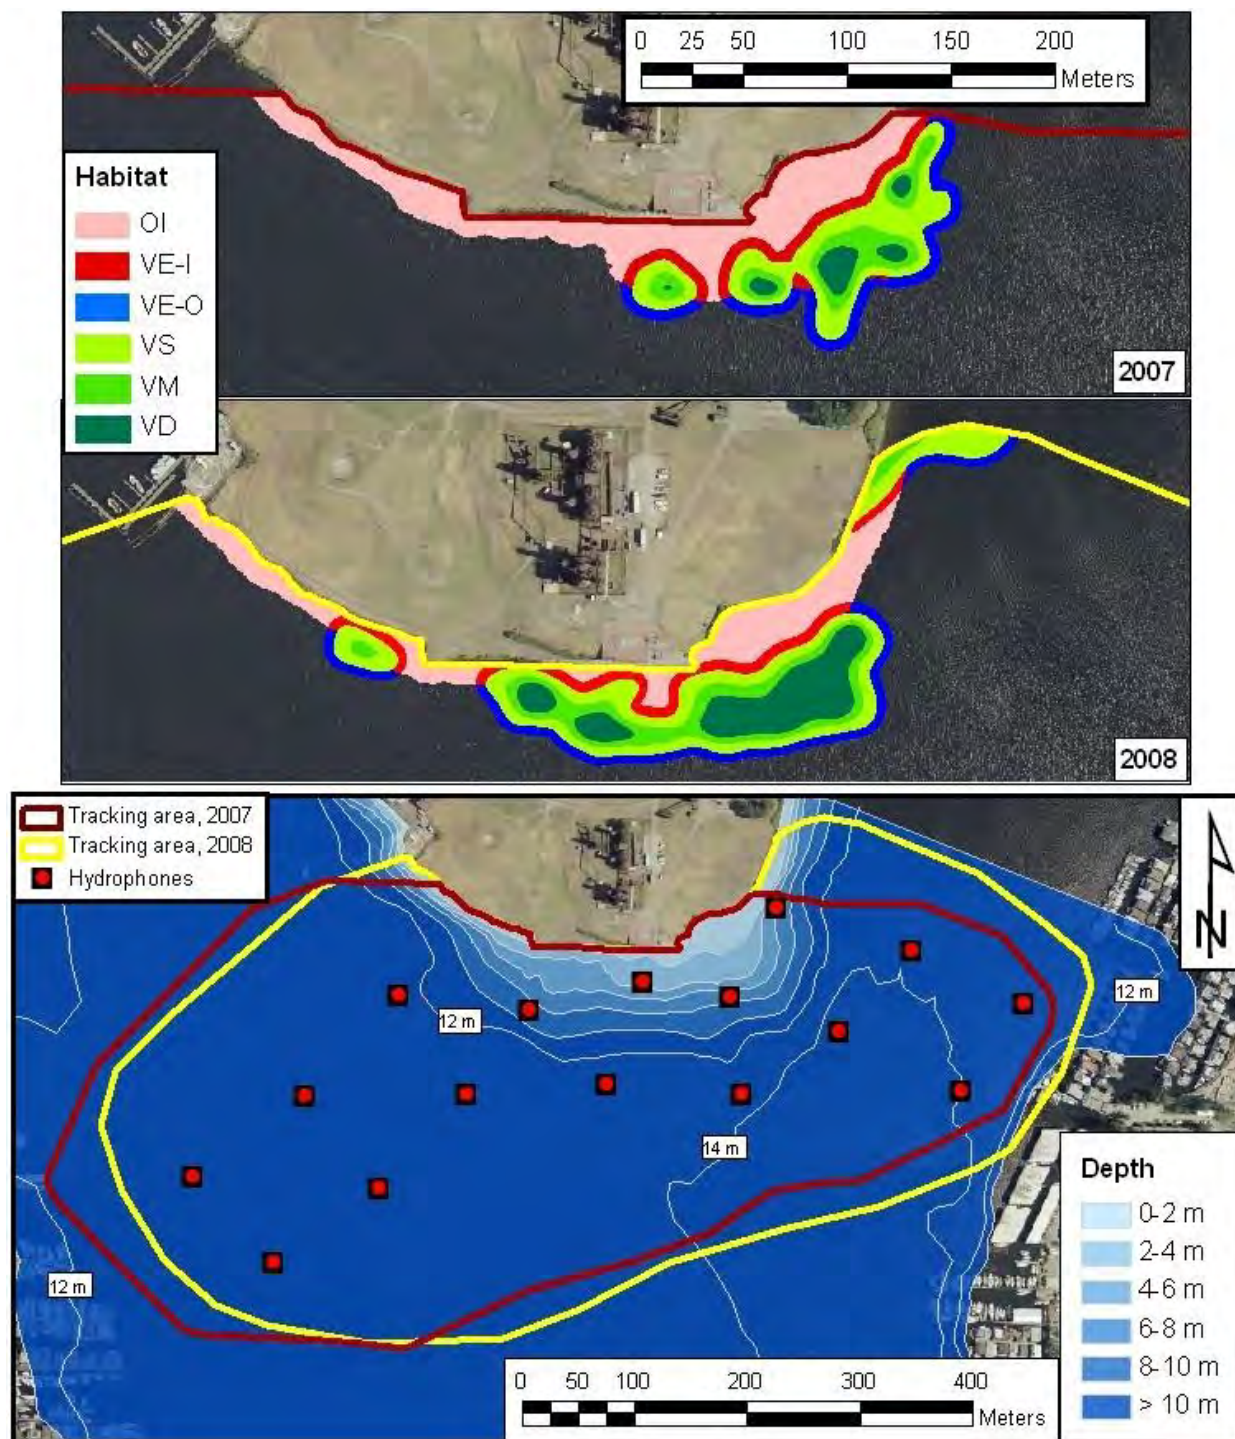 0 25 50 100 150 200
Meters
Habitat
OI
VE-I
VE-O
VS
VM
VD
2007
2008
Tracking area, 2007
Tracking area, 2008
Hydrophones
N
12 m
12 m
14 m
12 m
Depth
0-2 m
2-4 m
4-6 m
6-8 m
8-10 m
> 10 m
0 50 100 200 300 400
Meters